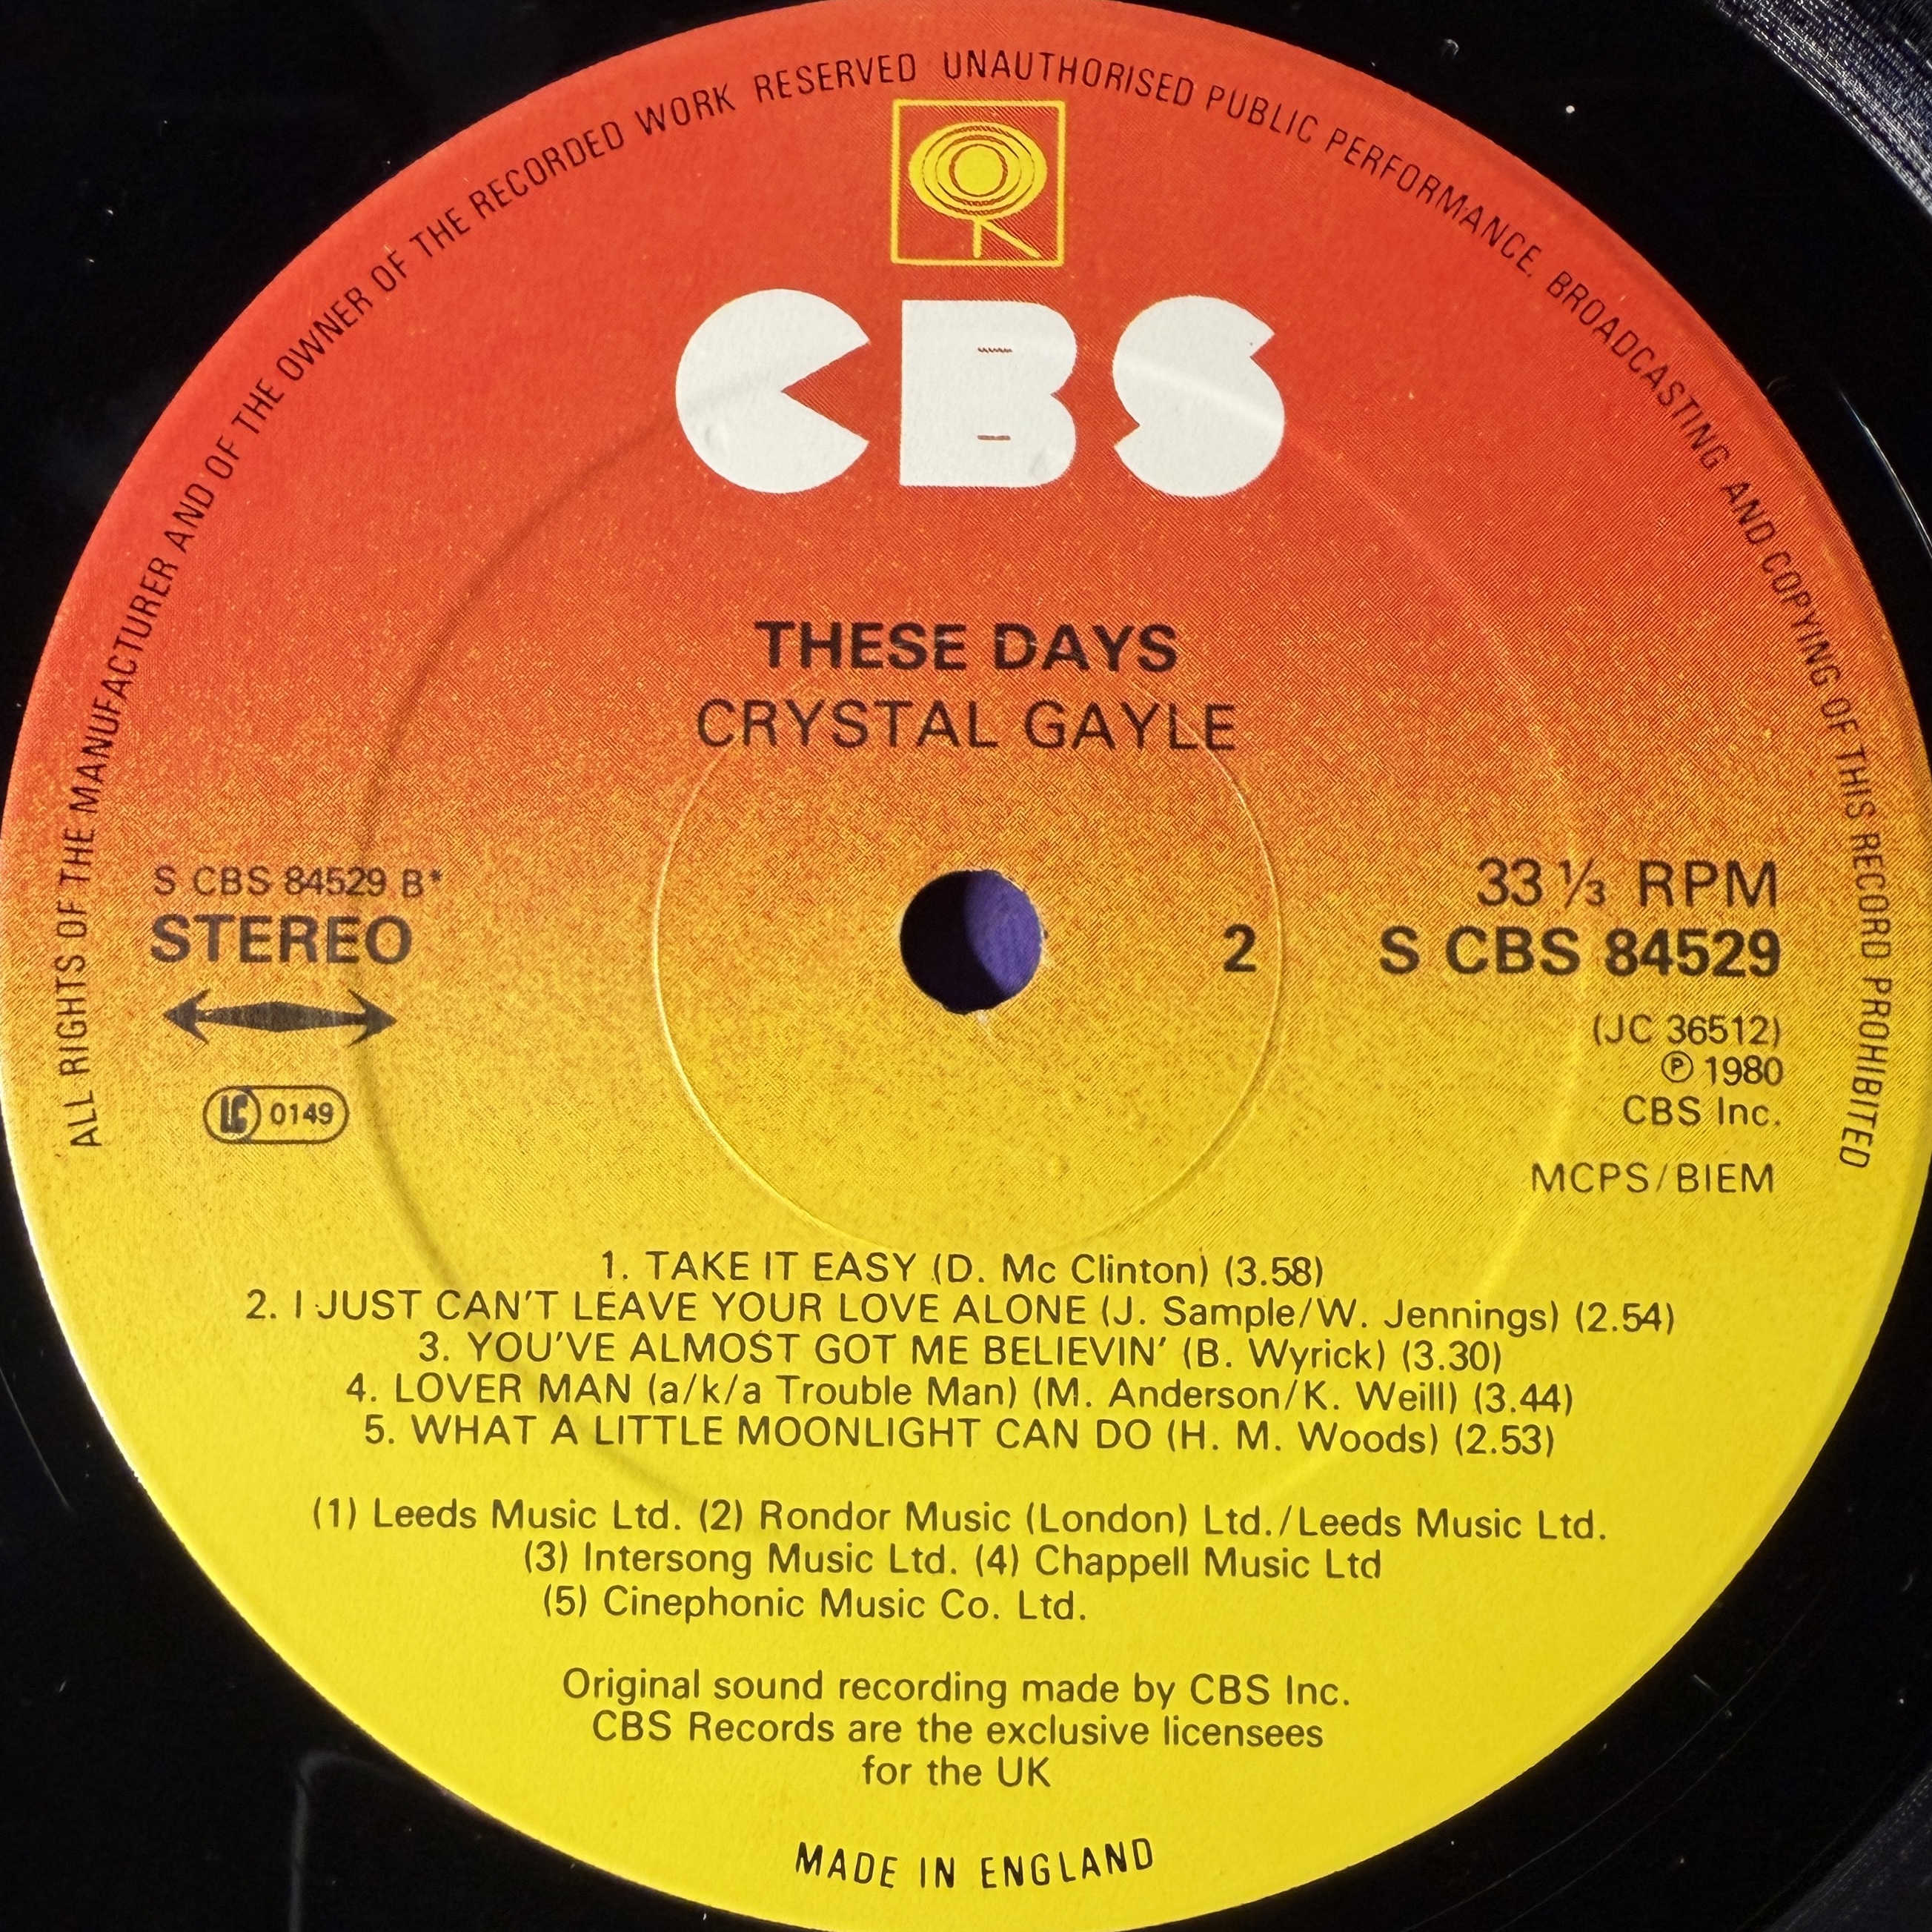 ALL RIGHTS OF THE MANUFACTURER AND OF THE OWNER OF THE RECORDED WORK RESERVED UNAUTHORISED PUBLIC PERFORMANCE, BROADCASTING AND COPYING OF THIS RECORD PROHIBITED
CBS
THESE DAYS
CRYSTAL GAYLE
S CBS 84529 B*
STEREO
LC 0149
2
33 ⅓ RPM
S CBS 84529
(JC 36512)
℗ 1980
CBS Inc.
MCPS/BIEM
1. TAKE IT EASY (D. Mc Clinton) (3.58)
2. I JUST CAN'T LEAVE YOUR LOVE ALONE (J. Sample/W. Jennings) (2.54)
3. YOU'VE ALMOST GOT ME BELIEVIN' (B. Wyrick) (3.30)
4. LOVER MAN (a/k/a Trouble Man) (M. Anderson/K. Weill) (3.44)
5. WHAT A LITTLE MOONLIGHT CAN DO (H. M. Woods) (2.53)
(1) Leeds Music Ltd. (2) Rondor Music (London) Ltd./Leeds Music Ltd.
(3) Intersong Music Ltd. (4) Chappell Music Ltd
(5) Cinephonic Music Co. Ltd.
Original sound recording made by CBS Inc.
CBS Records are the exclusive licensees
for the UK
MADE IN ENGLAND